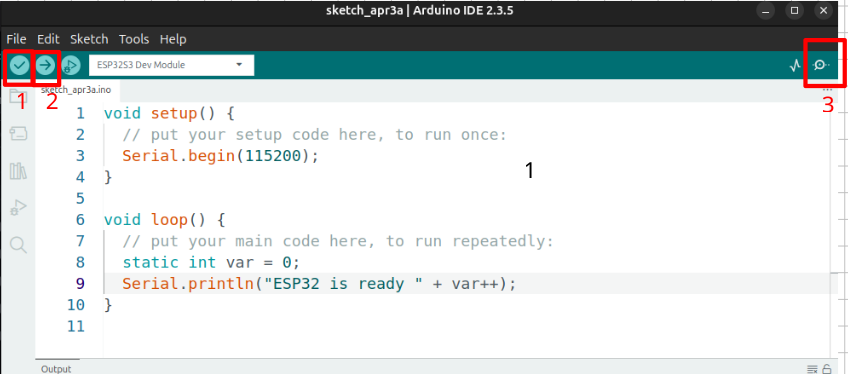 sketch_apr3a | Arduino IDE 2.3.5
File Edit Sketch Tools Help
ESP32S3 Dev Module
1 2 3
sketch_apr3a.ino
1 void setup() {
2 // put your setup code here, to run once:
3 Serial.begin(115200);
4 }
1
5
6 void loop() {
7 // put your main code here, to run repeatedly:
8 static int var = 0;
9 Serial.println("ESP32 is ready " + var++);
10 }
11
Output